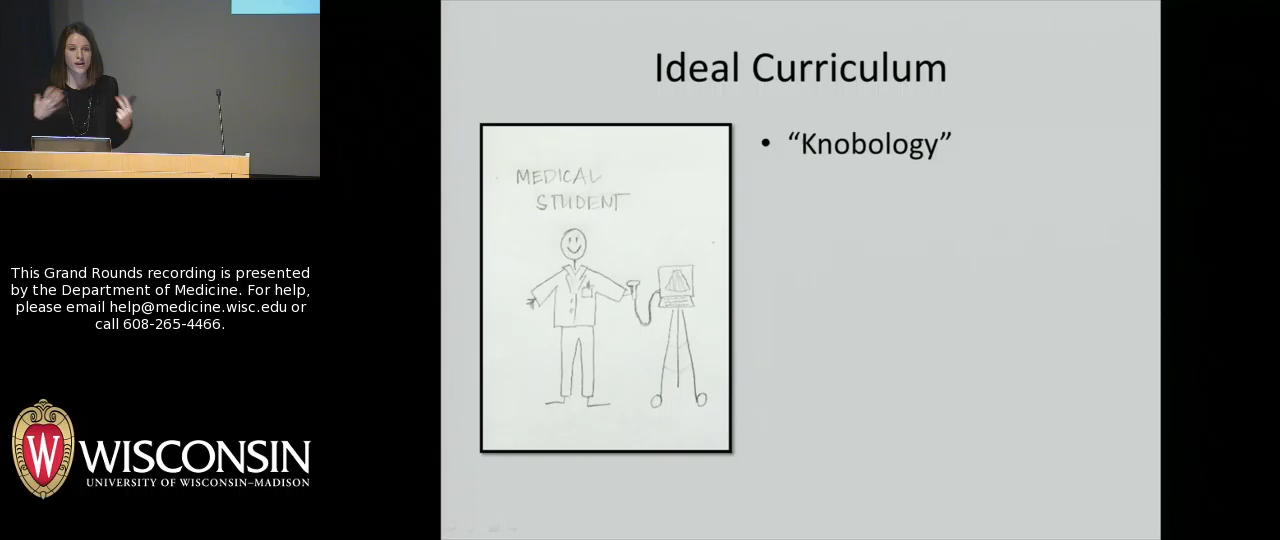 Ideal Curriculum
MEDICAL
STUDENT
• “Knobology”
This Grand Rounds recording is presented
by the Department of Medicine. For help,
please email help@medicine.wisc.edu or
call 608-265-4466.
W
WISCONSIN
UNIVERSITY OF WISCONSIN–MADISON